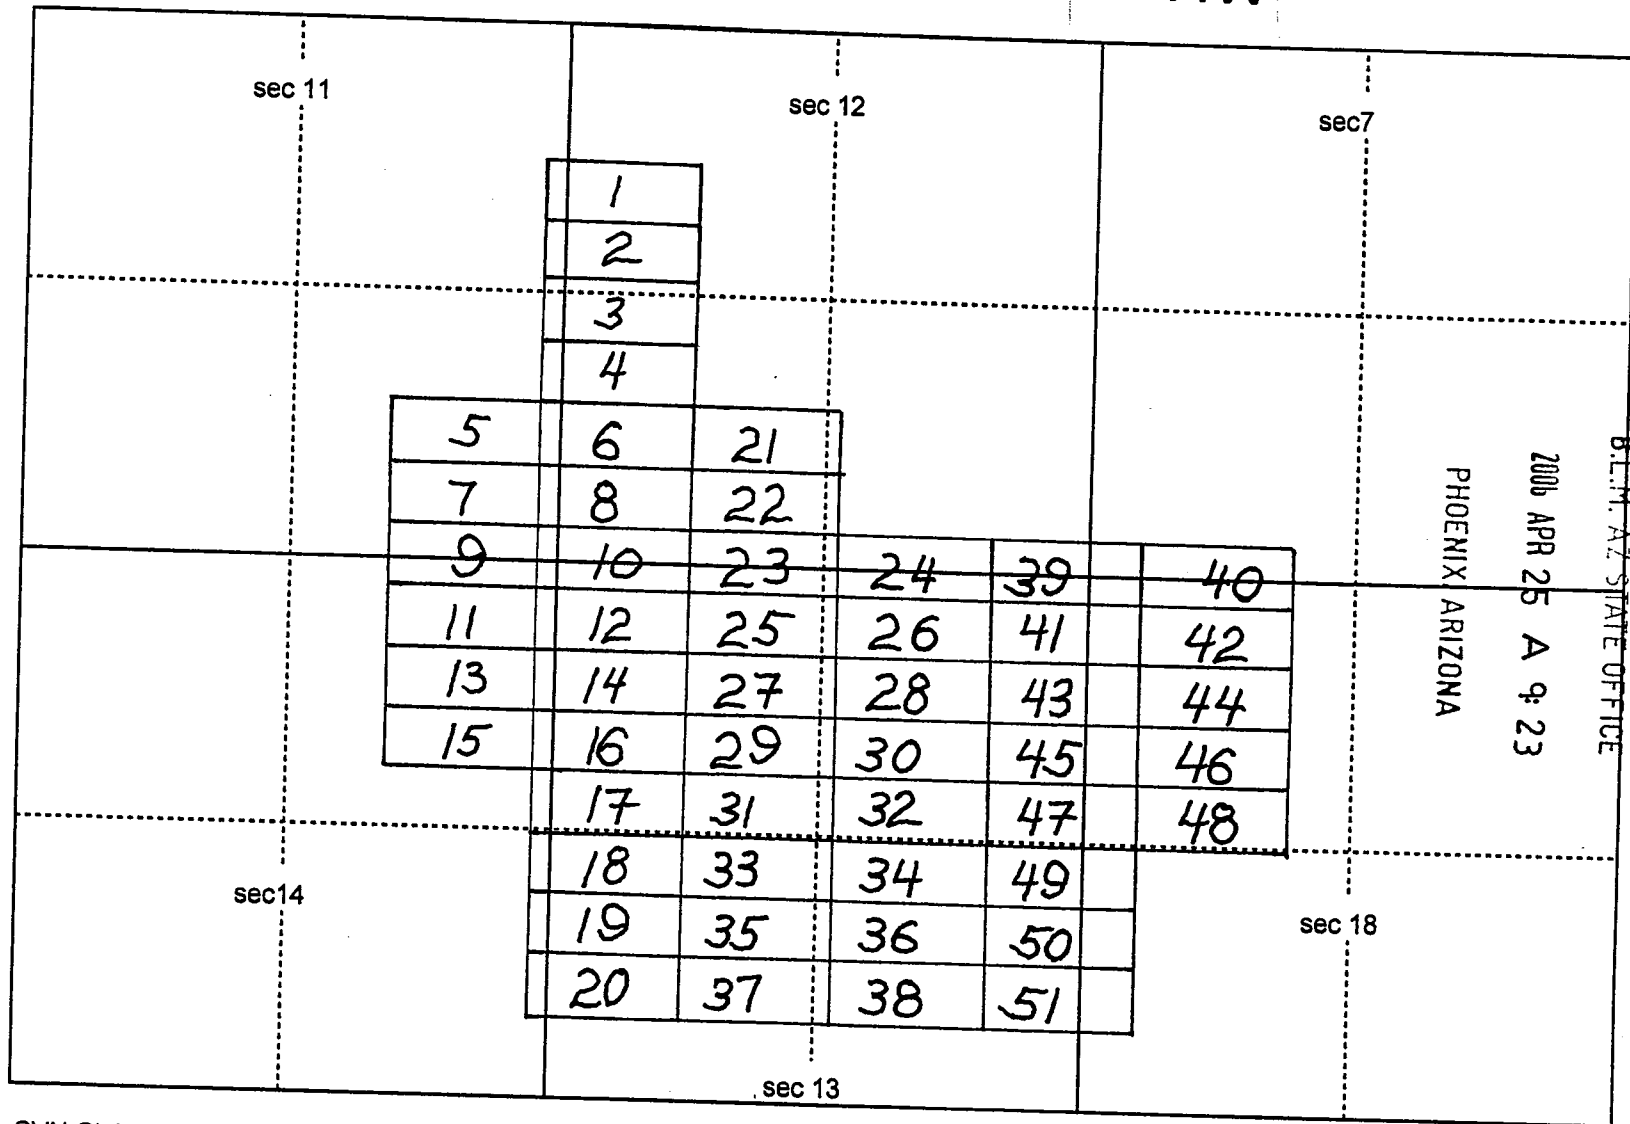 sec 11
sec 12
sec7
1
2
3
4
5 6 21
7 8 22
9 10 23 24 39 40
11 12 25 26 41 42
13 14 27 28 43 44
15 16 29 30 45 46
17 31 32 47 48
18 33 34 49
19 35 36 50
20 37 38 51
sec14
sec 18
sec 13
B.L.M. AZ STATE OFFICE
2006 APR 25 A 9: 23
PHOENIX ARIZONA